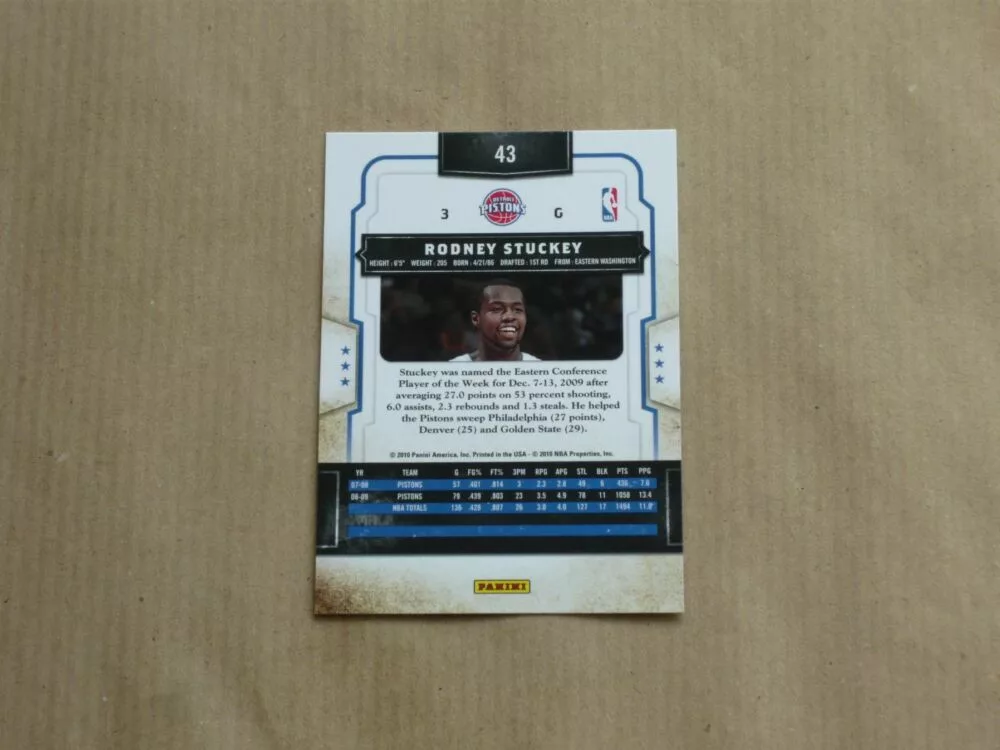 43
3 DETROIT PISTONS G NBA
RODNEY STUCKEY
HEIGHT : 6'5" WEIGHT : 205 BORN : 4/21/86 DRAFTED : 1ST RD FROM : EASTERN WASHINGTON
Stuckey was named the Eastern Conference
Player of the Week for Dec. 7-13, 2009 after
averaging 27.0 points on 53 percent shooting,
6.0 assists, 2.3 rebounds and 1.3 steals. He helped
the Pistons sweep Philadelphia (27 points),
Denver (25) and Golden State (29).
© 2010 Panini America, Inc. Printed in the USA - © 2010 NBA Properties, Inc.
YR TEAM G FG% FT% 3PM RPG APG STL BLK PTS PPG
07-08 PISTONS 57 .401 .814 3 2.3 2.8 49 6 436 7.6
08-09 PISTONS 79 .439 .803 23 3.5 4.9 78 11 1058 13.4
NBA TOTALS 136 .428 .807 26 3.0 4.0 127 17 1494 11.0
PANINI